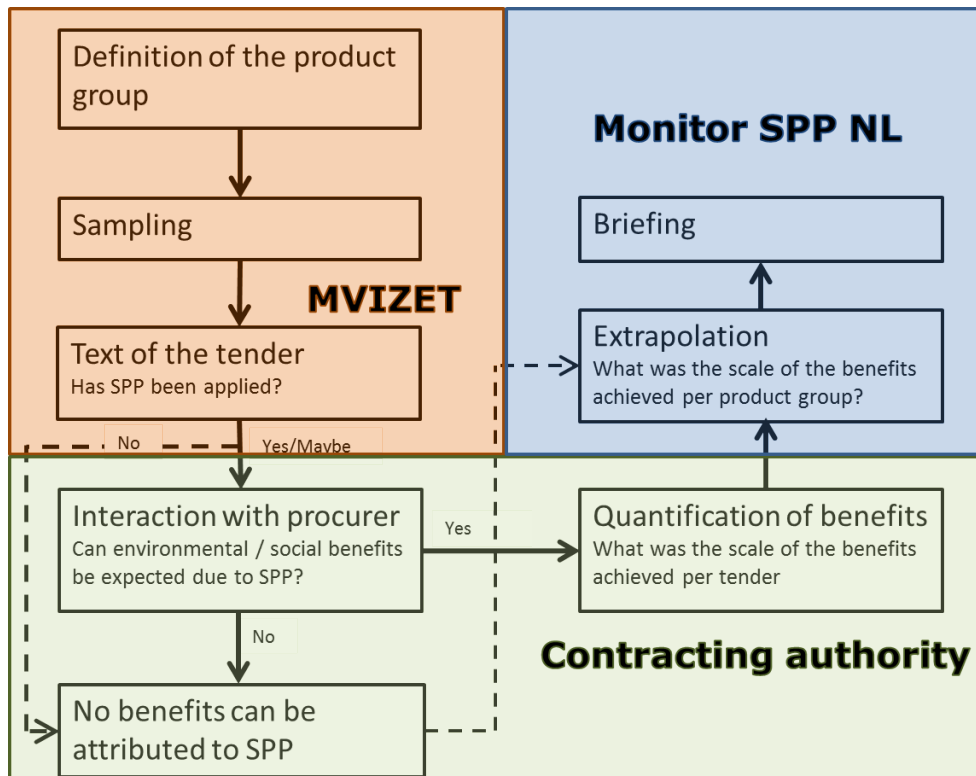 Definition of the product
group
Sampling
MVIZET
Text of the tender
Has SPP been applied?
No
Yes/Maybe
Monitor SPP NL
Briefing
Extrapolation
What was the scale of the benefits
achieved per product group?
Interaction with procurer
Can environmental / social benefits
be expected due to SPP?
Yes
No
No benefits can be
attributed to SPP
Quantification of benefits
What was the scale of the benefits
achieved per tender
Contracting authority